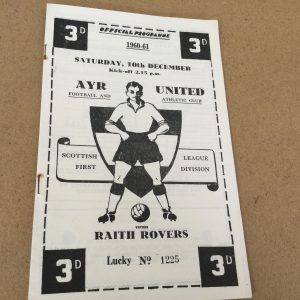 3D OFFICIAL PROGRAMME 3D
1960-61
SATURDAY, 10th DECEMBER
Kick-off 2.15 p.m.
AYR UNITED
FOOTBALL AND ATHLETIC CLUB
SCOTTISH LEAGUE
FIRST DIVISION
versus
RAITH ROVERS
3D Lucky Nº 1225 3D